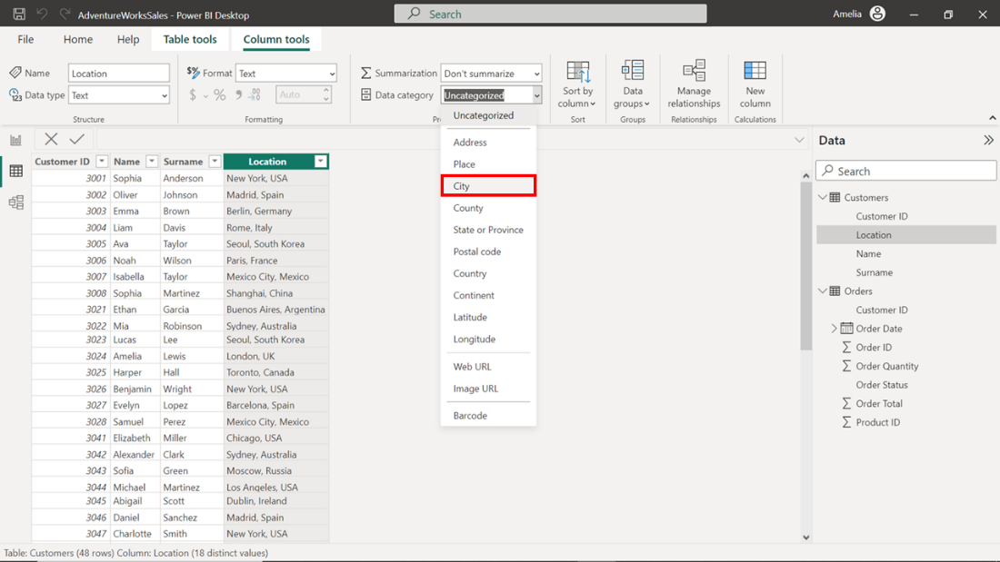 AdventureWorksSales - Power BI Desktop
Search
Amelia
File Home Help Table tools Column tools
Name Location
Data type Text
Structure
Format Text
$ % Auto
Formatting
Summarization Don't summarize
Data category Uncategorized
Pr
Sort by column
Sort
Data groups
Groups
Manage relationships
Relationships
New column
Calculations
Uncategorized
Address
Place
City
County
State or Province
Postal code
Country
Continent
Latitude
Longitude
Web URL
Image URL
Barcode
Customer ID Name Surname Location
3001 Sophia Anderson New York, USA
3002 Oliver Johnson Madrid, Spain
3003 Emma Brown Berlin, Germany
3004 Liam Davis Rome, Italy
3005 Ava Taylor Seoul, South Korea
3006 Noah Wilson Paris, France
3007 Isabella Taylor Mexico City, Mexico
3008 Sophia Martinez Shanghai, China
3021 Ethan Garcia Buenos Aires, Argentina
3022 Mia Robinson Sydney, Australia
3023 Lucas Lee Seoul, South Korea
3024 Amelia Lewis London, UK
3025 Harper Hall Toronto, Canada
3026 Benjamin Wright New York, USA
3027 Evelyn Lopez Barcelona, Spain
3028 Samuel Perez Mexico City, Mexico
3041 Elizabeth Miller Chicago, USA
3042 Alexander Clark Sydney, Australia
3043 Sofia Green Moscow, Russia
3044 Michael Martinez Los Angeles, USA
3045 Abigail Scott Dublin, Ireland
3046 Daniel Sanchez Madrid, Spain
3047 Charlotte Smith New York, USA
Data
Search
Customers
Customer ID
Location
Name
Surname
Orders
Customer ID
Order Date
Order ID
Order Quantity
Order Status
Order Total
Product ID
Table: Customers (48 rows) Column: Location (18 distinct values)